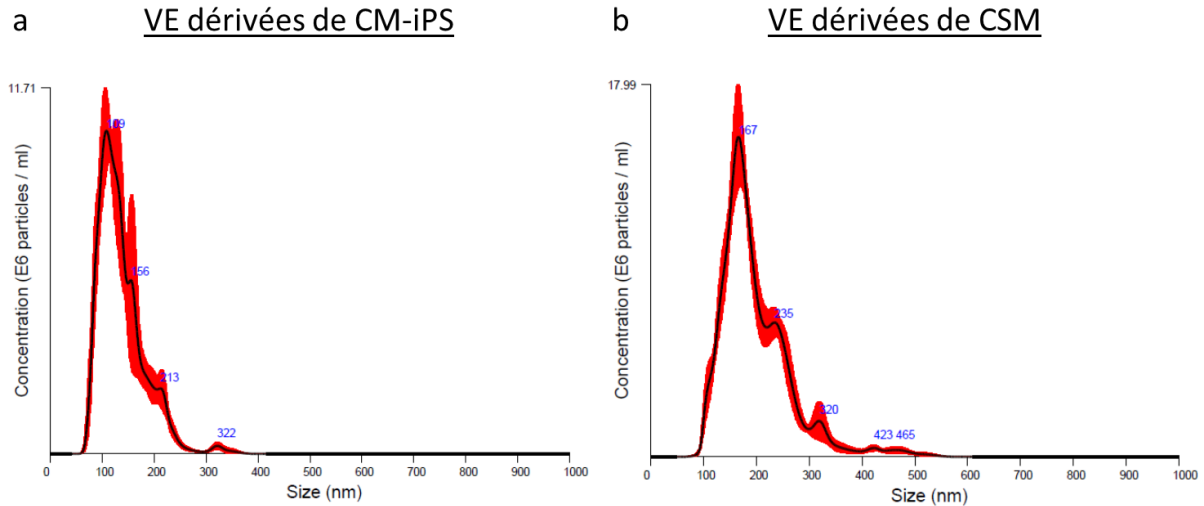 a
VE dérivées de CM-iPS
11.71
Concentration (E6 particles / ml)
109
156
213
322
0 100 200 300 400 500 600 700 800 900 1000
Size (nm)
b
VE dérivées de CSM
17.99
Concentration (E6 particles / ml)
167
235
320
423 465
0 100 200 300 400 500 600 700 800 900 1000
Size (nm)